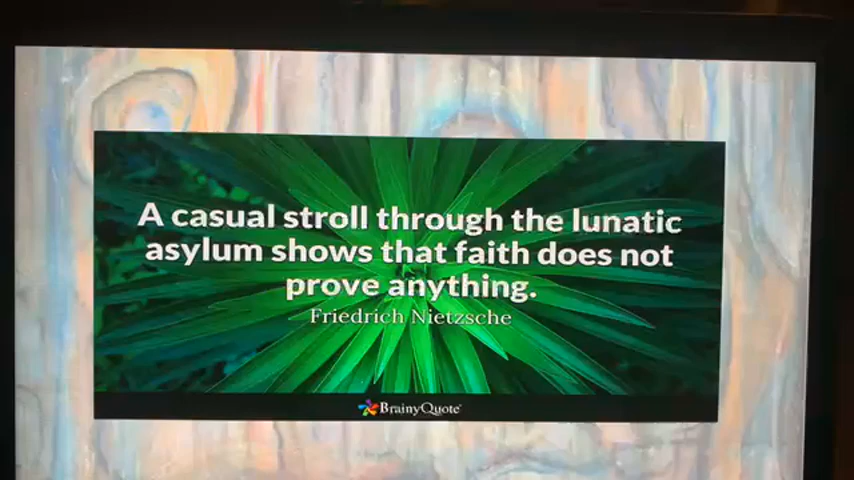 A casual stroll through the lunatic
asylum shows that faith does not
prove anything.
Friedrich Nietzsche
BrainyQuote